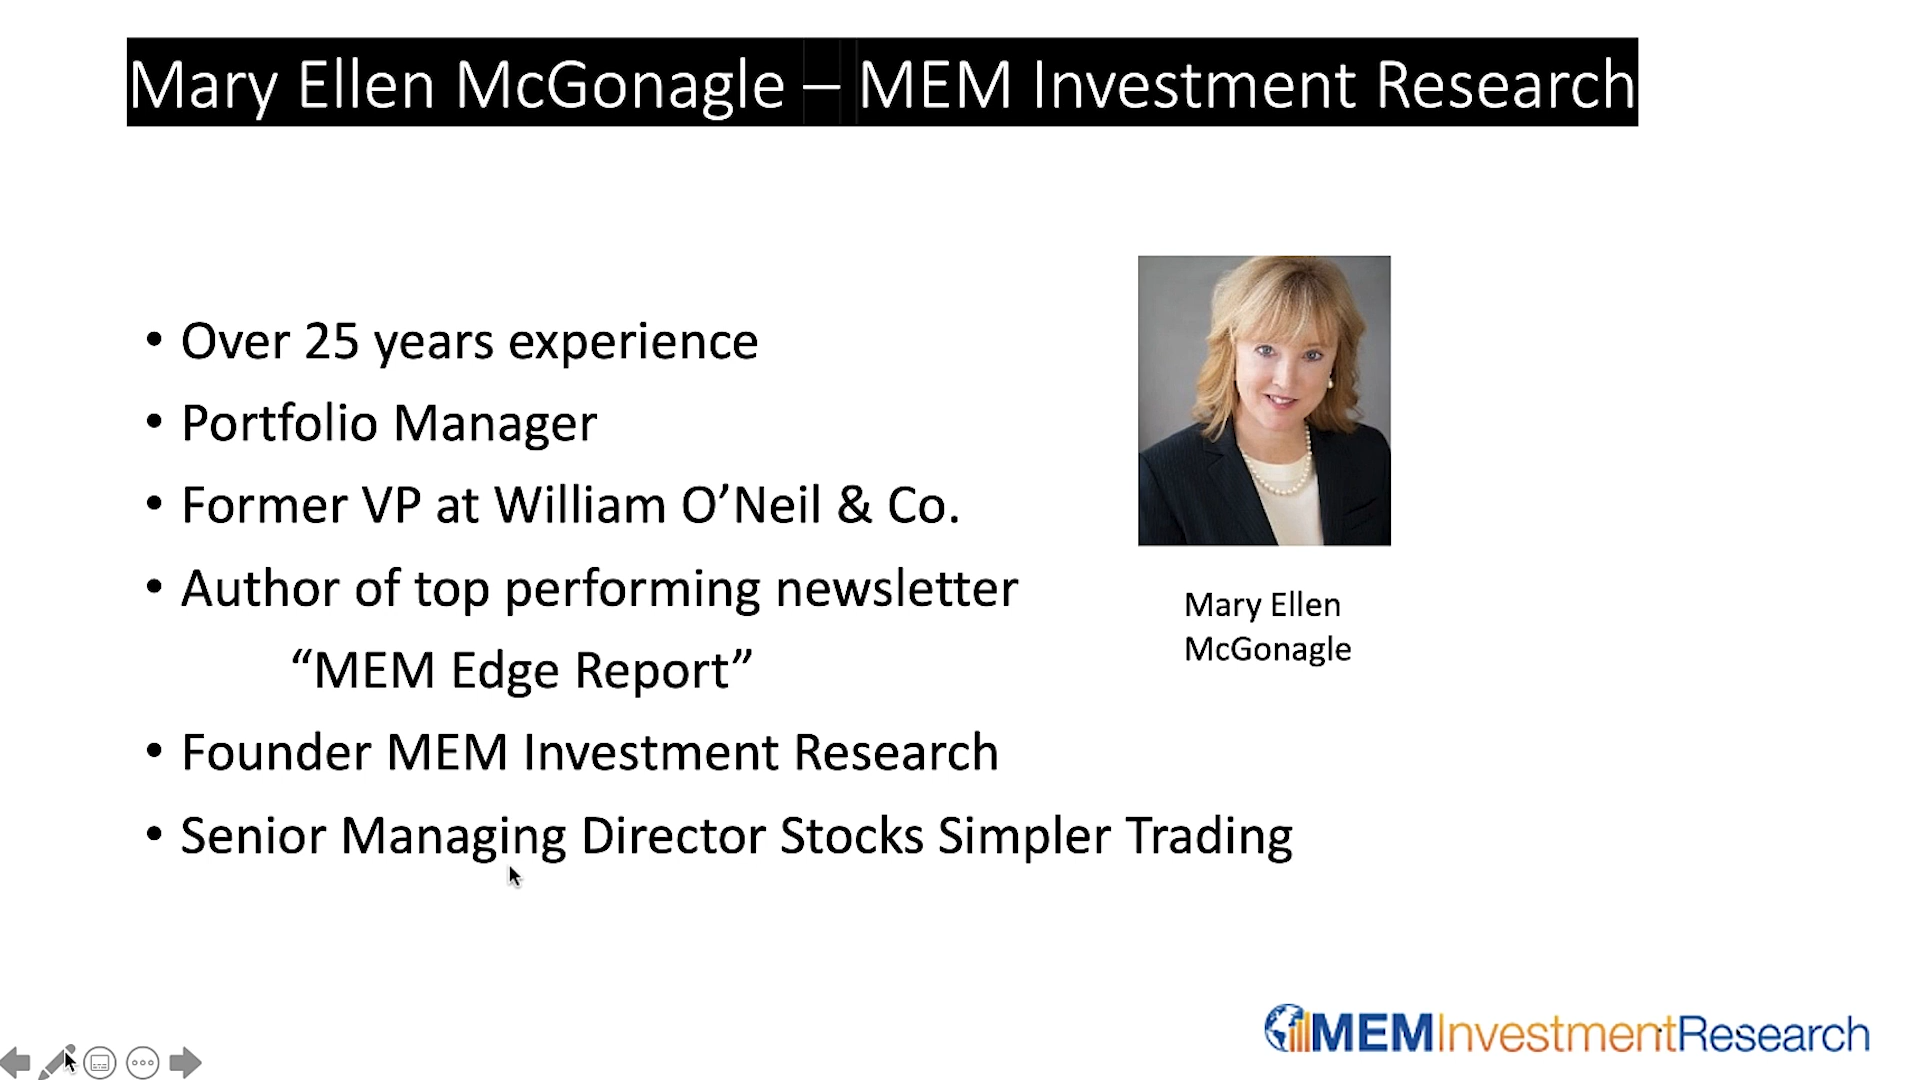 Mary Ellen McGonagle – MEM Investment Research
• Over 25 years experience
• Portfolio Manager
• Former VP at William O’Neil & Co.
• Author of top performing newsletter
“MEM Edge Report”
• Founder MEM Investment Research
• Senior Managing Director Stocks Simpler Trading
Mary Ellen
McGonagle
MEMInvestmentResearch